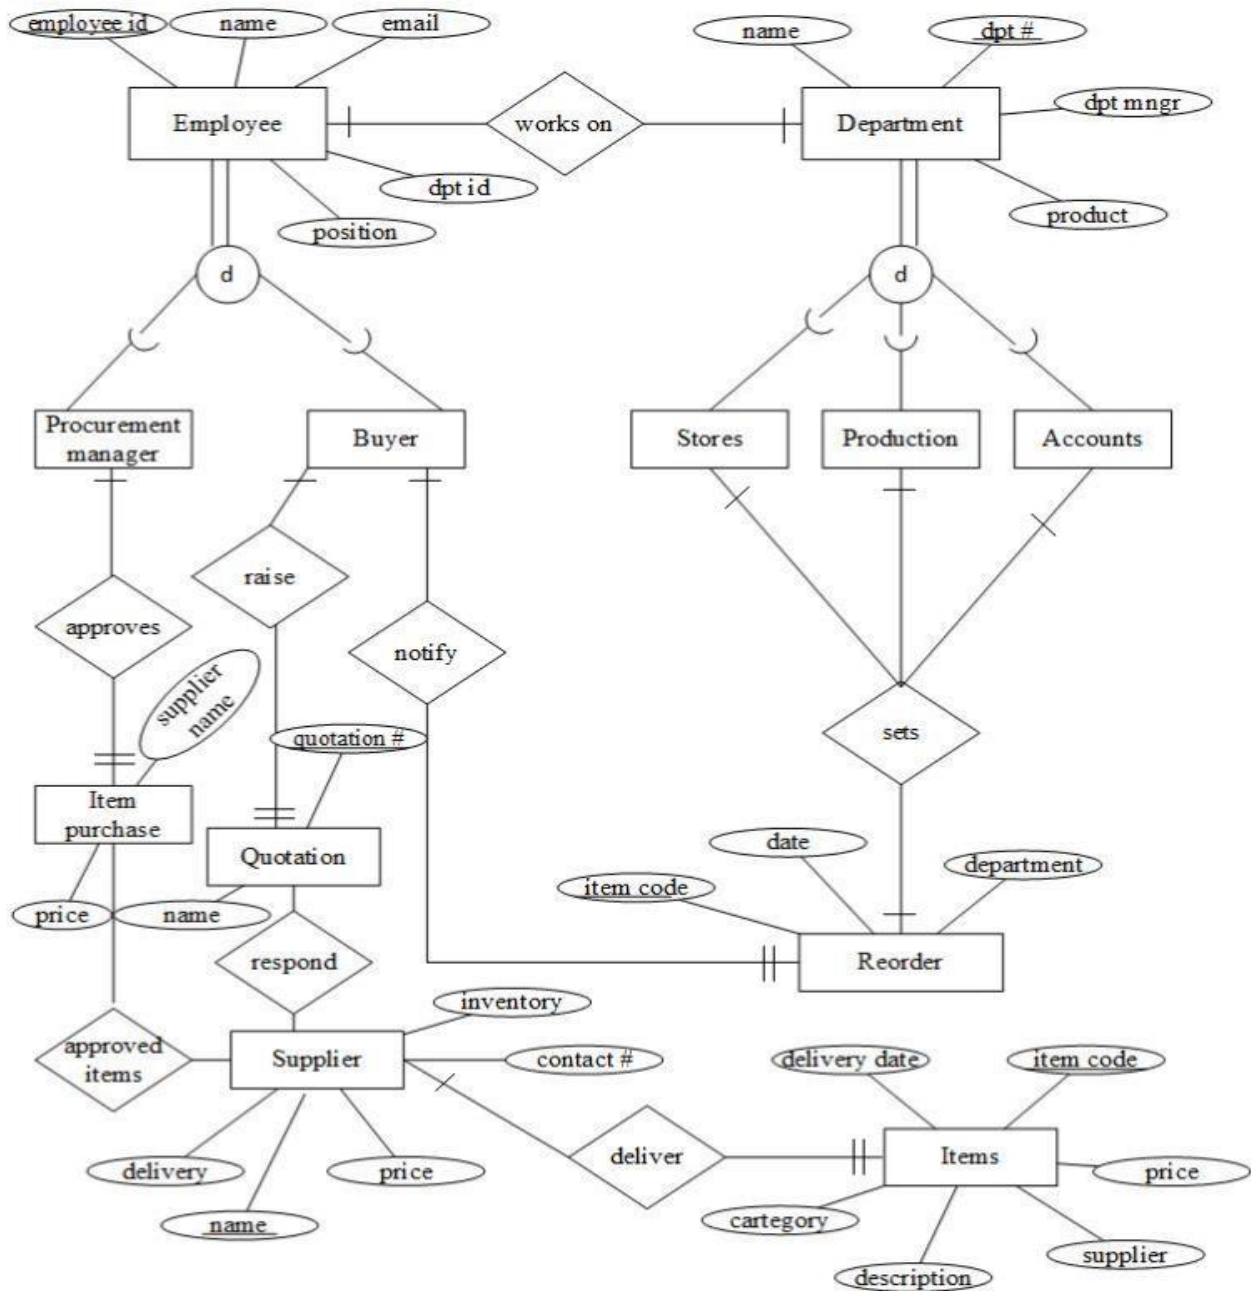 employee id
name
email
name
dpt #
dpt mngr
Employee
works on
Department
dpt id
position
product
d
d
Procurement
manager
Buyer
Stores
Production
Accounts
raise
approves
notify
supplier
name
quotation #
sets
Item
purchase
Quotation
date
department
item code
price
name
respond
Reorder
inventory
approved
items
Supplier
contact #
delivery date
item code
delivery
price
deliver
Items
price
name
cartegory
supplier
description